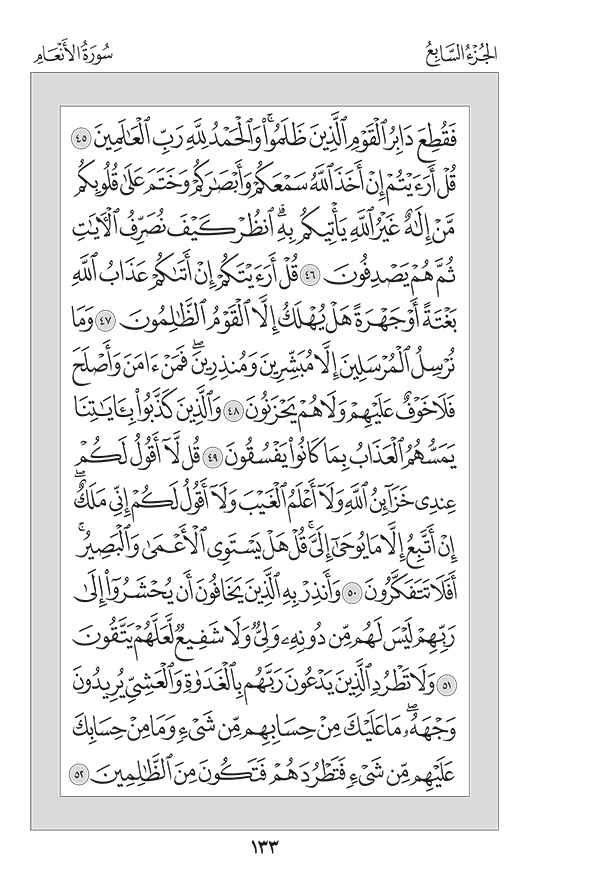 الجُزْءُ السَّابِعُ
سُورَةُ الأَنْعَامِ
فَقُطِعَ دَابِرُ ٱلْقَوْمِ ٱلَّذِينَ ظَلَمُوا۟ۚ وَٱلْحَمْدُ لِلَّهِ رَبِّ ٱلْعَٰلَمِينَ ٤٥
قُلْ أَرَءَيْتُمْ إِنْ أَخَذَ ٱللَّهُ سَمْعَكُمْ وَأَبْصَٰرَكُمْ وَخَتَمَ عَلَىٰ قُلُوبِكُم
مَّنْ إِلَٰهٌ غَيْرُ ٱللَّهِ يَأْتِيكُم بِهِۗ ٱنظُرْ كَيْفَ نُصَرِّفُ ٱلْءَايَٰتِ
ثُمَّ هُمْ يَصْدِفُونَ ٤٦ قُلْ أَرَءَيْتَكُمْ إِنْ أَتَىٰكُمْ عَذَابُ ٱللَّهِ
بَغْتَةً أَوْ جَهْرَةً هَلْ يُهْلَكُ إِلَّا ٱلْقَوْمُ ٱلظَّٰلِمُونَ ٤٧ وَمَا
نُرْسِلُ ٱلْمُرْسَلِينَ إِلَّا مُبَشِّرِينَ وَمُنذِرِينَۖ فَمَنْ ءَامَنَ وَأَصْلَحَ
فَلَا خَوْفٌ عَلَيْهِمْ وَلَا هُمْ يَحْزَنُونَ ٤٨ وَٱلَّذِينَ كَذَّبُوا۟ بِـَٔايَٰتِنَا
يَمَسُّهُمُ ٱلْعَذَابُ بِمَا كَانُوا۟ يَفْسُقُونَ ٤٩ قُل لَّآ أَقُولُ لَكُمْ
عِندِى خَزَآئِنُ ٱللَّهِ وَلَآ أَعْلَمُ ٱلْغَيْبَ وَلَآ أَقُولُ لَكُمْ إِنِّى مَلَكٌۖ
إِنْ أَتَّبِعُ إِلَّا مَا يُوحَىٰٓ إِلَىَّۚ قُلْ هَلْ يَسْتَوِى ٱلْأَعْمَىٰ وَٱلْبَصِيرُۚ
أَفَلَا تَتَفَكَّرُونَ ٥٠ وَأَنذِرْ بِهِ ٱلَّذِينَ يَخَافُونَ أَن يُحْشَرُوٓا۟ إِلَىٰ
رَبِّهِمْ لَيْسَ لَهُم مِّن دُونِهِۦ وَلِىٌّ وَلَا شَفِيعٌ لَّعَلَّهُمْ يَتَّقُونَ
٥١ وَلَا تَطْرُدِ ٱلَّذِينَ يَدْعُونَ رَبَّهُم بِٱلْغَدَوٰةِ وَٱلْعَشِىِّ يُرِيدُونَ
وَجْهَهُۥۖ مَا عَلَيْكَ مِنْ حِسَابِهِم مِّن شَىْءٍ وَمَا مِنْ حِسَابِكَ
عَلَيْهِم مِّن شَىْءٍ فَتَطْرُدَهُمْ فَتَكُونَ مِنَ ٱلظَّٰلِمِينَ ٥٢
١٣٣